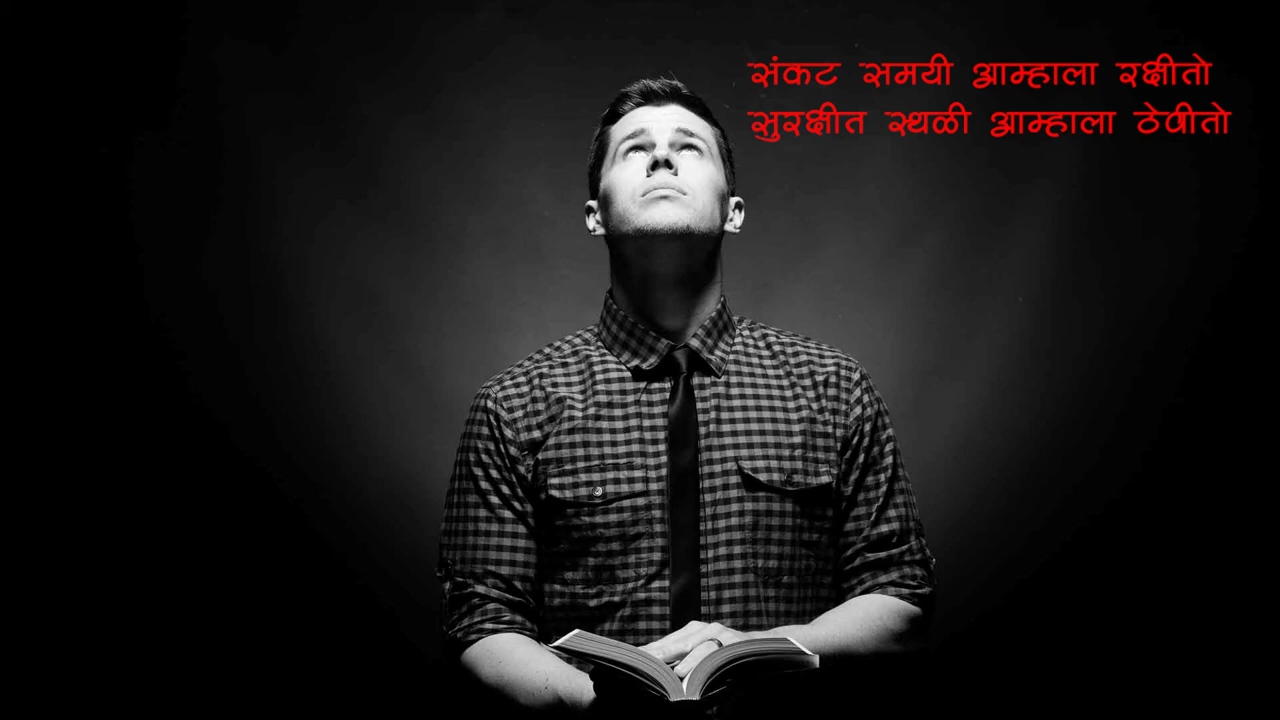 संकट समयी आम्हाला रक्षीतो
सुरक्षीत स्थळी आम्हाला ठेवीतो